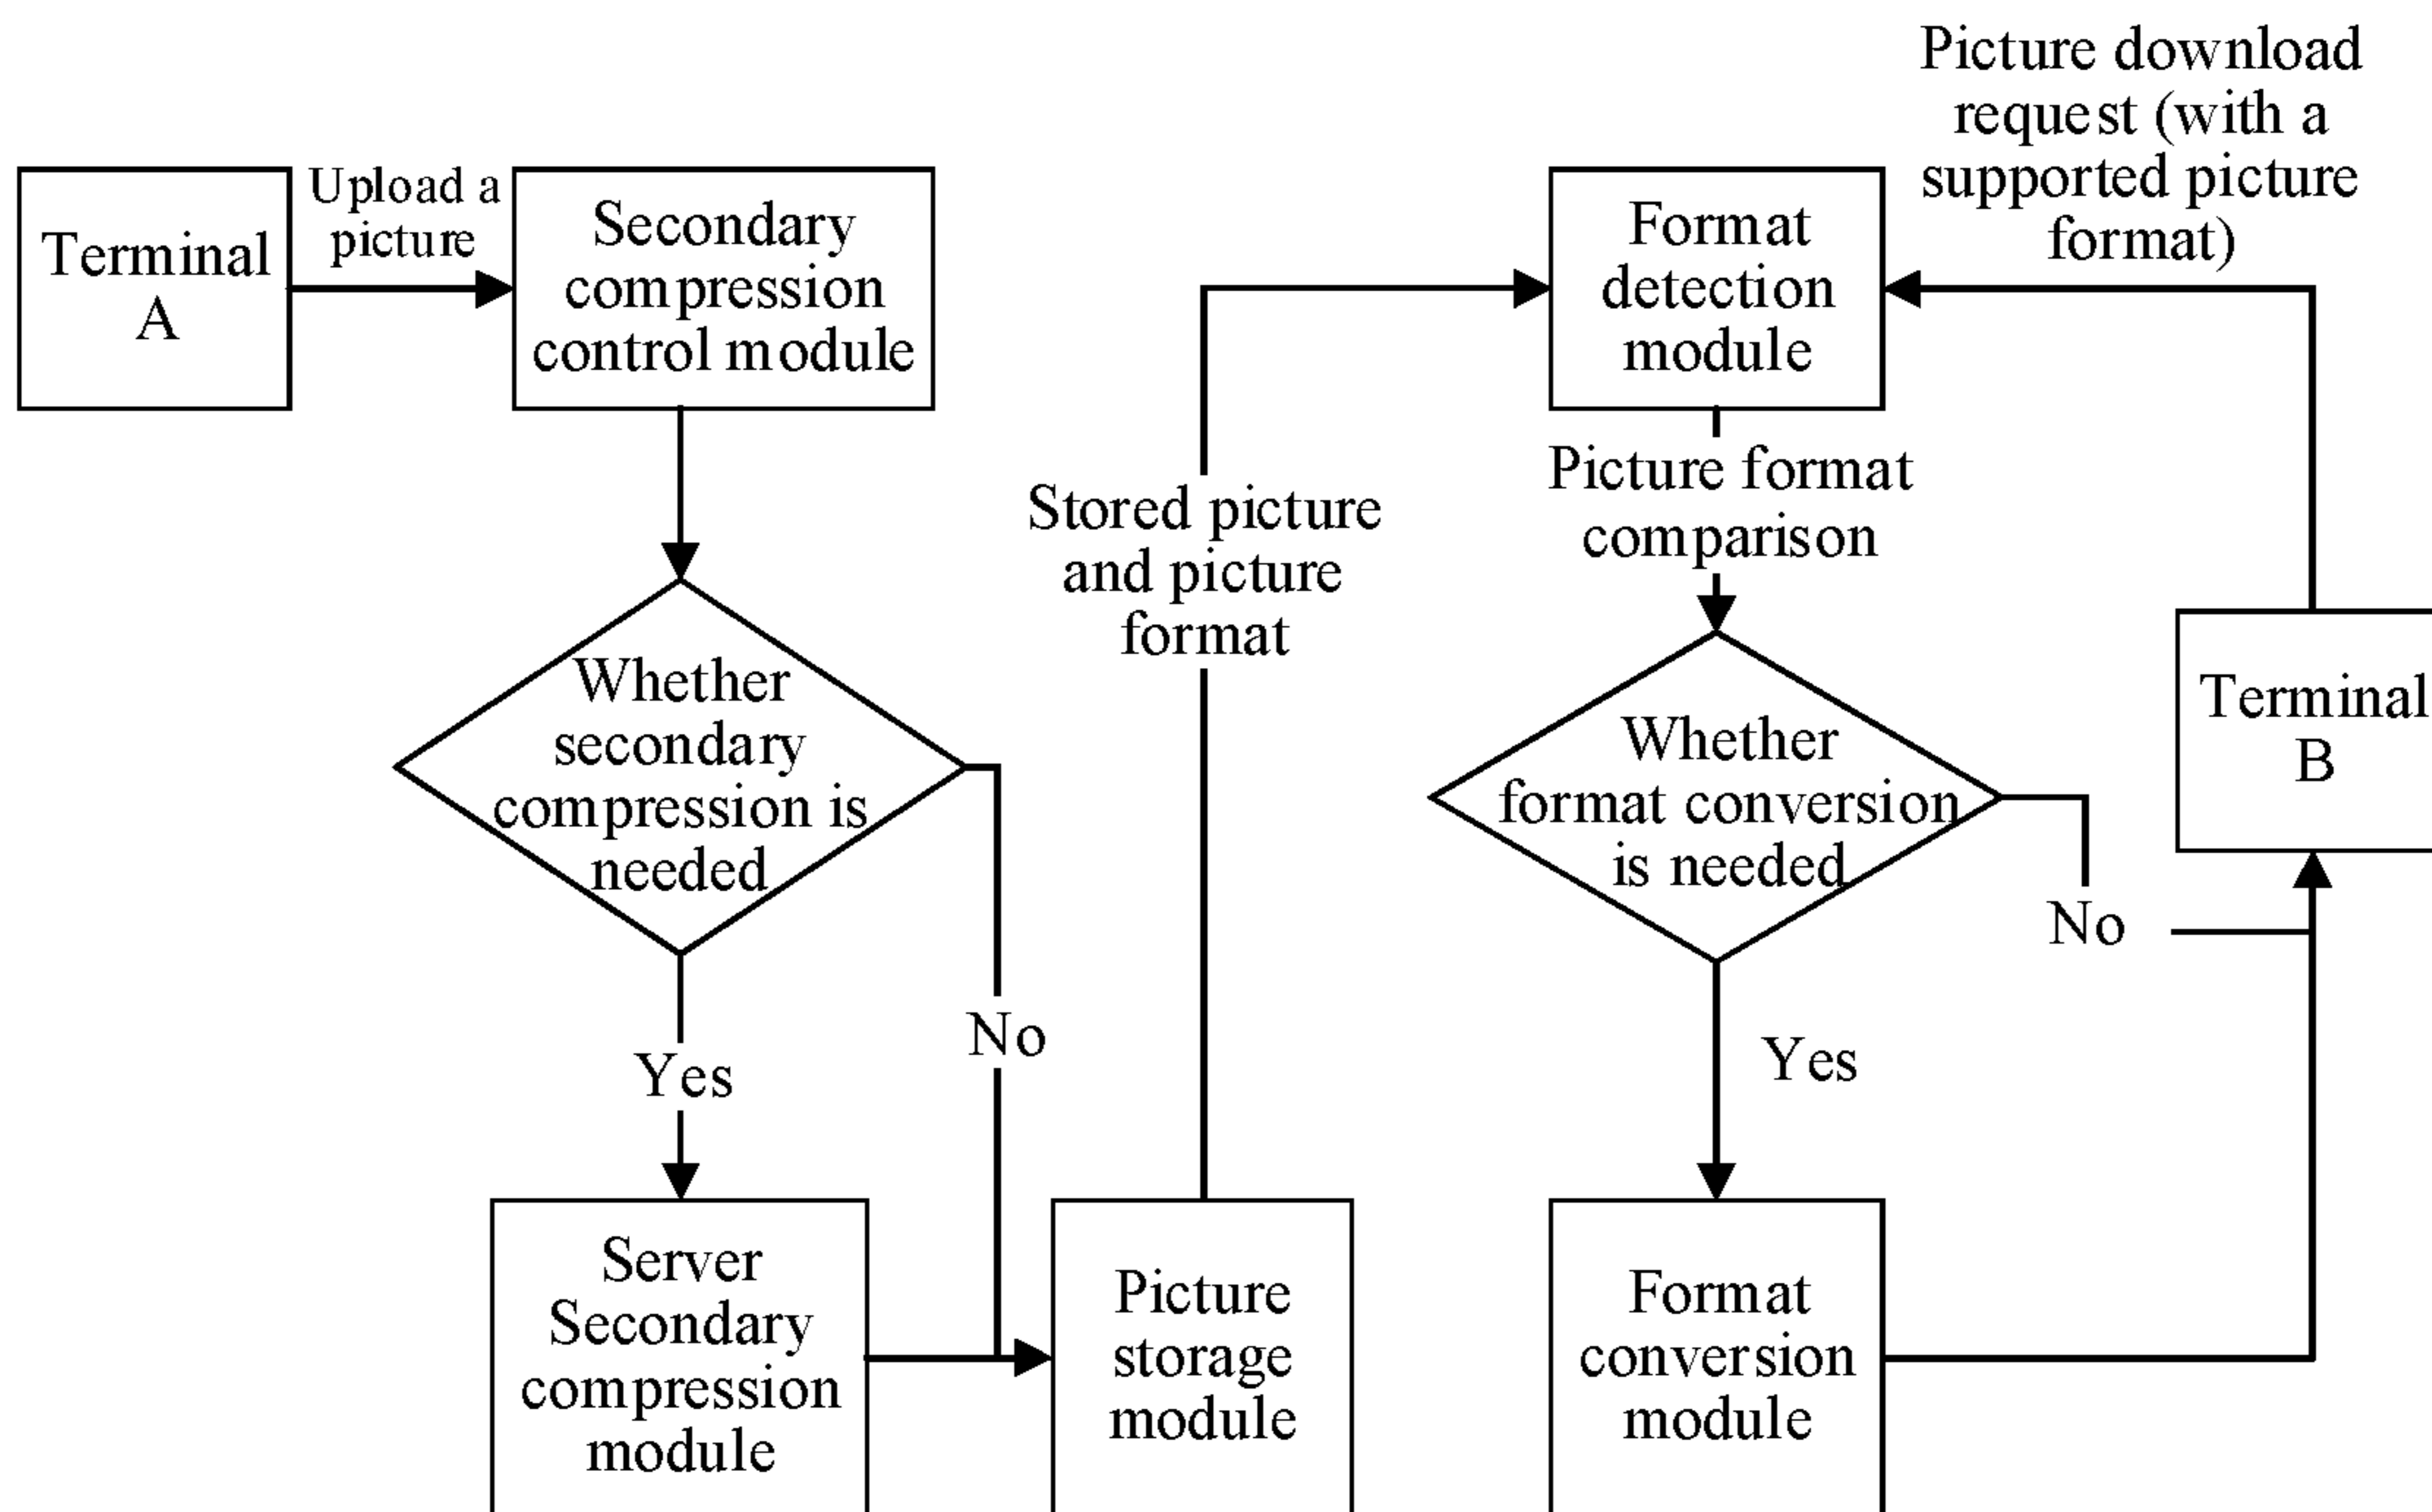 Terminal
A
Upload a
picture
Secondary
compression
control module
Whether
secondary
compression is
needed
Yes
No
Server
Secondary
compression
module
Picture
storage
module
Stored picture
and picture
format
Format
detection
module
Picture download
request (with a
supported picture
format)
Picture format
comparison
Whether
format conversion
is needed
No
Yes
Terminal
B
Format
conversion
module